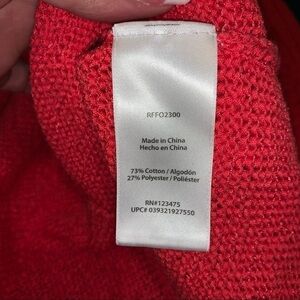 RFFO2300
Made in China
Hecho en China
73% Cotton / Algodón
27% Polyester / Poliéster
RN#123475
UPC# 039321927550